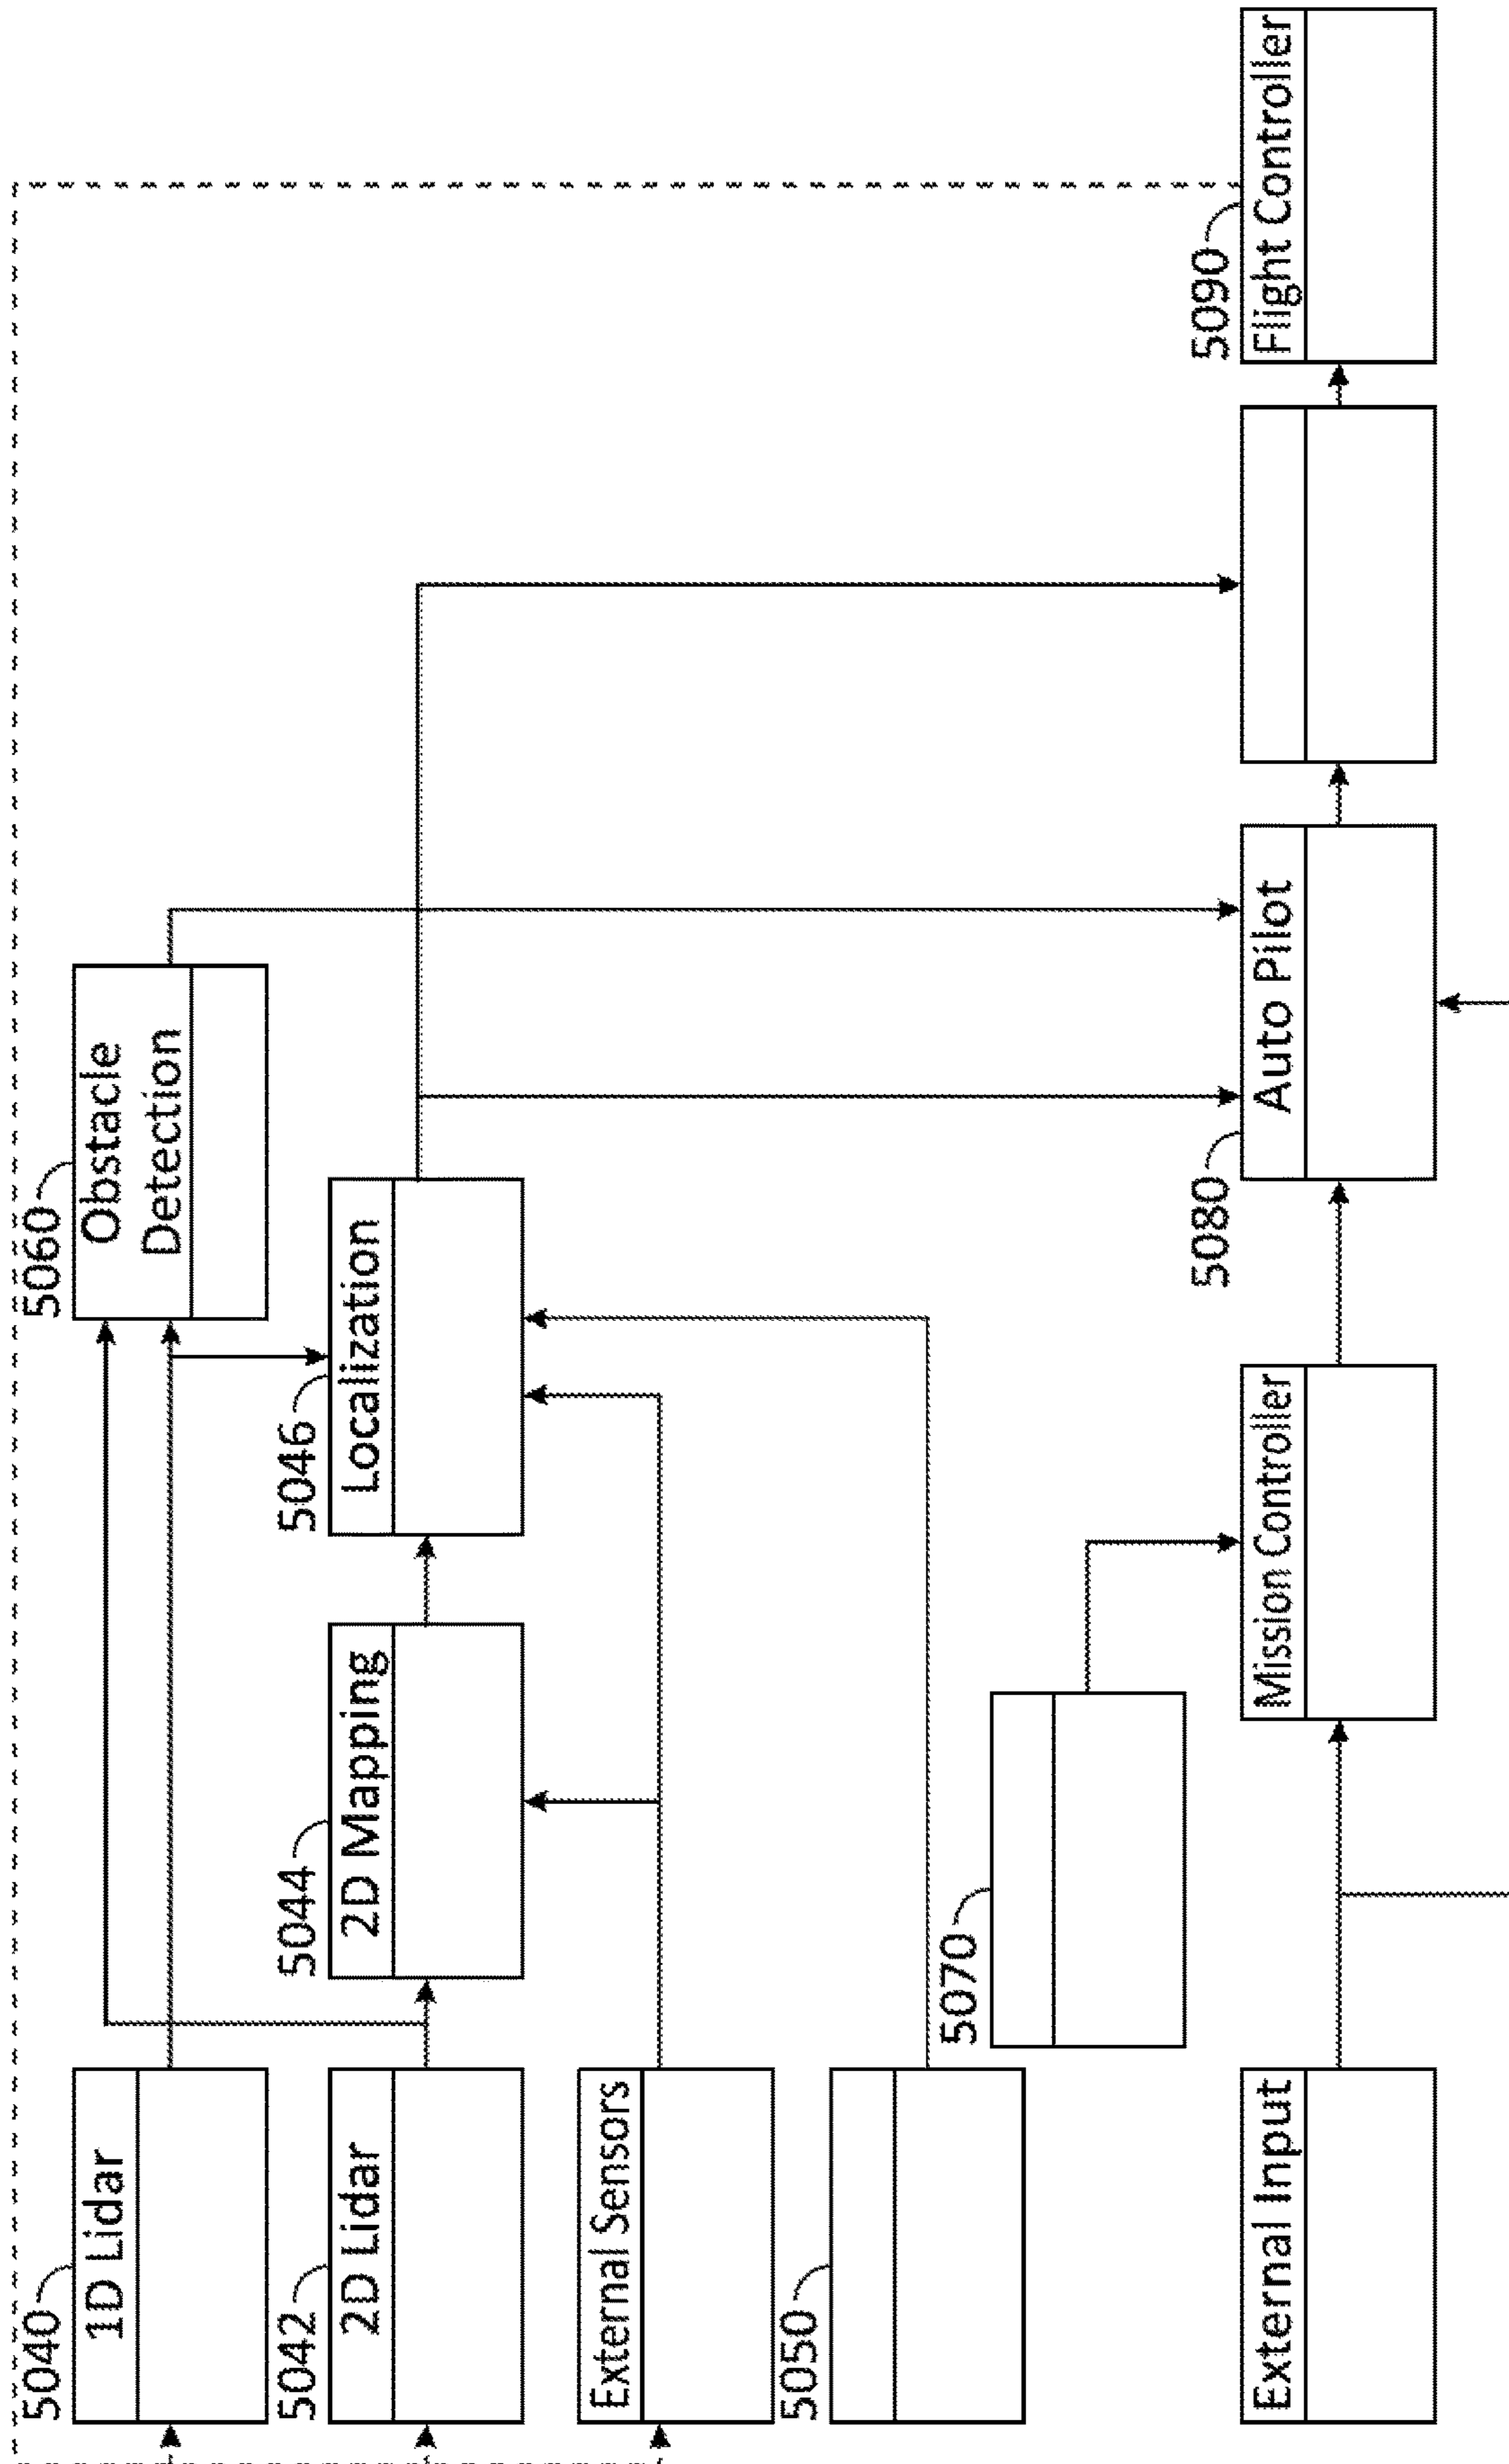 5040
1D Lidar
5060
Obstacle
Detection
5042
2D Lidar
5044
2D Mapping
5046
Localization
External Sensors
5050
5070
External Input
Mission Controller
5080
Auto Pilot
5090
Flight Controller